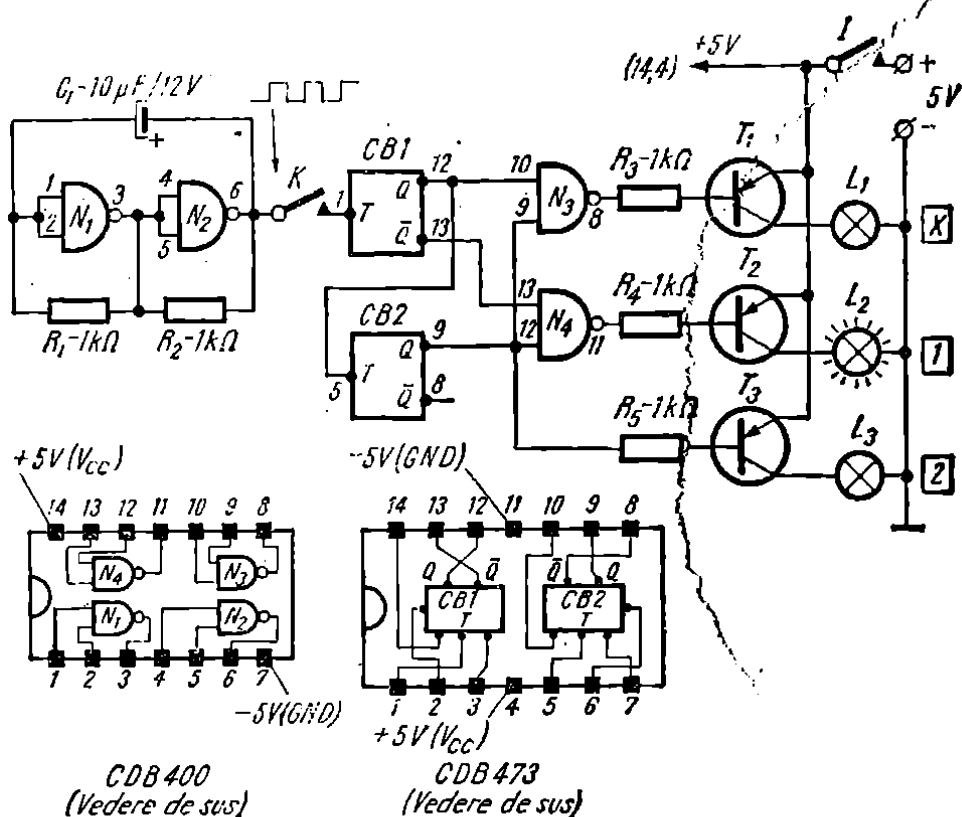 C₁-10µF/12V
1
2
N₁
3
4
5
N₂
6
R₁-1kΩ
R₂-1kΩ
K
CB1
1
T
Q
12
Q̄
13
CB2
5
T
Q
9
Q̄
8
10
9
N₃
8
13
12
N₄
11
R₃-1kΩ
R₄-1kΩ
R₅-1kΩ
(14,4)
+5V
I
+
5V
-
T₁
T₂
T₃
L₁
L₂
L₃
X
1
2
+5V(Vcc)
14 13 12 11 10 9 8
N₄
N₃
N₁
N₂
1 2 3 4 5 6 7
-5V(GND)
CDB400
(Vedere de sus)
-5V(GND)
14 13 12 11 10 9 8
Q Q̄ Q̄ Q
CB1
T
CB2
T
1 2 3 4 5 6 7
+5V(Vcc)
CDB473
(Vedere de sus)